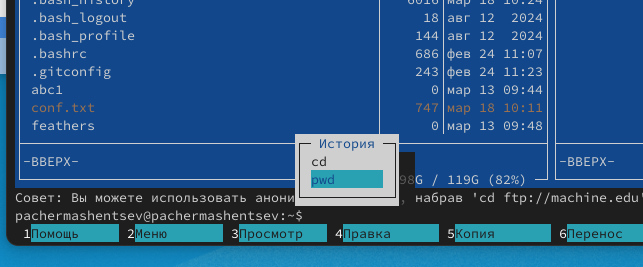 .bash_history 6016 мар 18 10:24
.bash_logout 18 авг 12 2024
.bash_profile 144 авг 12 2024
.bashrc 686 фев 24 11:07
.gitconfig 243 фев 24 11:23
abc1 0 мар 13 09:44
conf.txt 747 мар 18 10:11
feathers 0 мар 13 09:48
История
cd
-ВВЕРХ- -ВВЕРХ-
pwd
98G / 119G (82%)
Совет: Вы можете использовать анони , набрав 'cd ftp://machine.edu'
pachermashentsev@pachermashentsev:~$
1Помощь 2Меню 3Просмотр 4Правка 5Копия 6Перенос